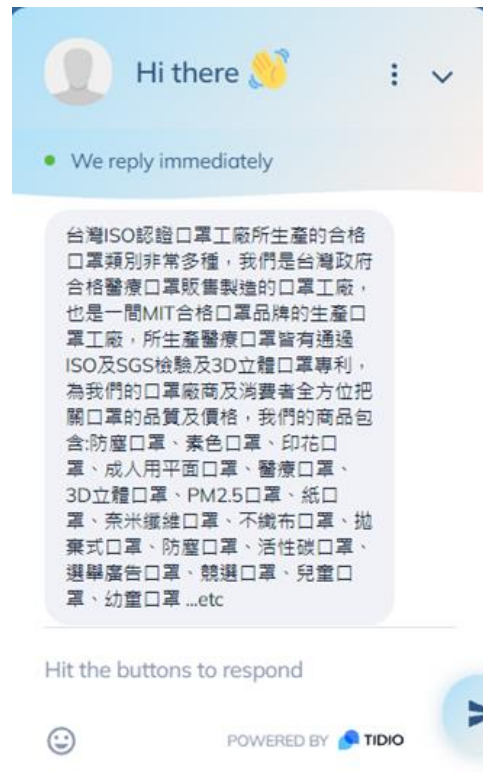 Hi there 👋
We reply immediately
台灣ISO認證口罩工廠所生產的合格
口罩類別非常多種，我們是台灣政府
合格醫療口罩販售製造的口罩工廠，
也是一間MIT合格口罩品牌的生產口
罩工廠，所生產醫療口罩皆有通過
ISO及SGS檢驗及3D立體口罩專利，
為我們的口罩廠商及消費者全方位把
關口罩的品質及價格，我們的商品包
含:防塵口罩、素色口罩、印花口
罩、成人用平面口罩、醫療口罩、
3D立體口罩、PM2.5口罩、紙口
罩、奈米纖維口罩、不織布口罩、拋
棄式口罩、防塵口罩、活性碳口罩、
選舉廣告口罩、競選口罩、兒童口
罩、幼童口罩 ...etc
Hit the buttons to respond
POWERED BY TIDIO